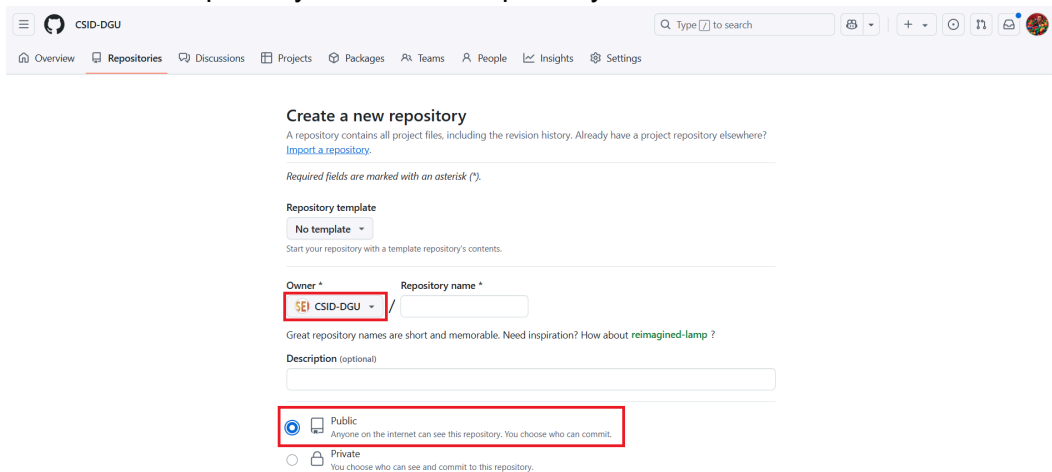 CSID-DGU
Type / to search
Overview Repositories Discussions Projects Packages Teams People Insights Settings
Create a new repository
A repository contains all project files, including the revision history. Already have a project repository elsewhere?
Import a repository.
Required fields are marked with an asterisk (*).
Repository template
No template
Start your repository with a template repository's contents.
Owner * Repository name *
SE) CSID-DGU /
Great repository names are short and memorable. Need inspiration? How about reimagined-lamp ?
Description (optional)
Public
Anyone on the internet can see this repository. You choose who can commit.
Private
You choose who can see and commit to this repository.